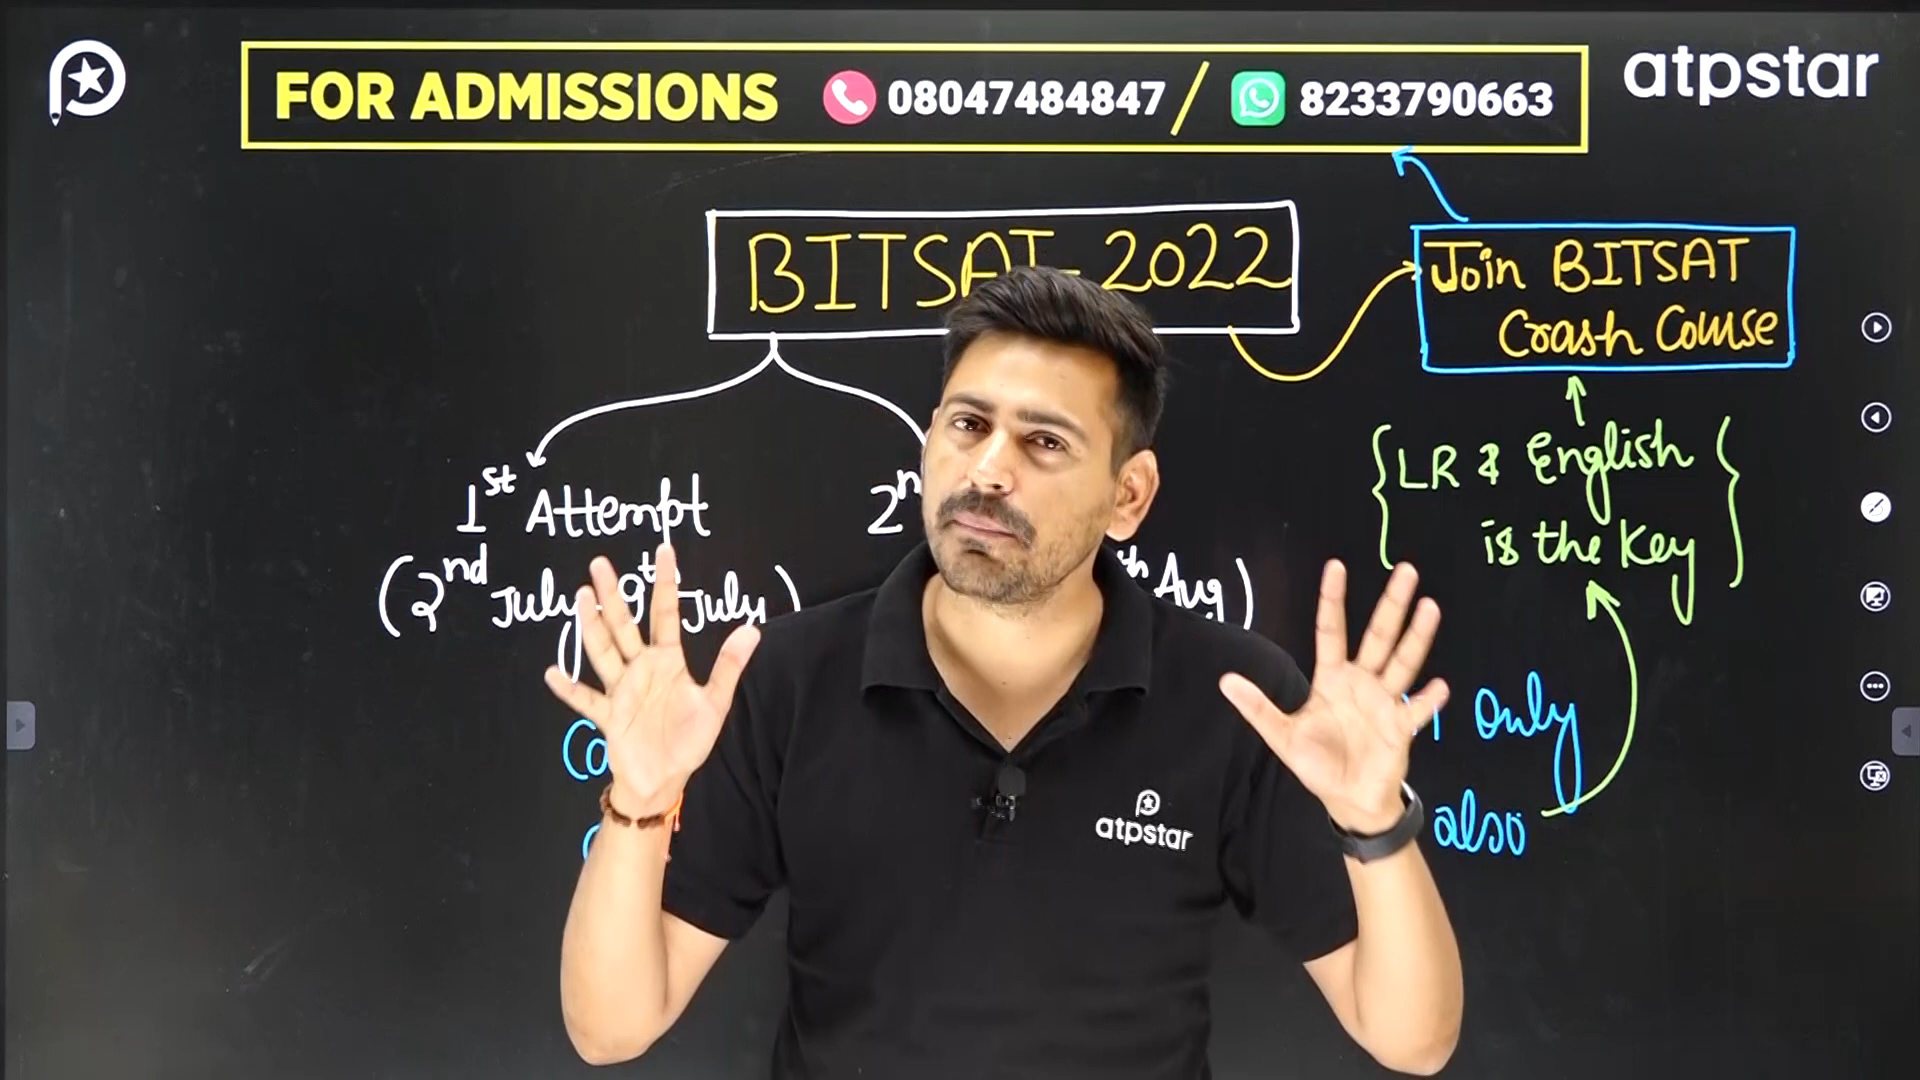 FOR ADMISSIONS 08047484847 / 8233790663
atpstar
BITSAT-2022
Join BITSAT
Crash Course
LR & English
is the key
1st Attempt
(2nd July-9th July)
Aug)
only
also
atpstar